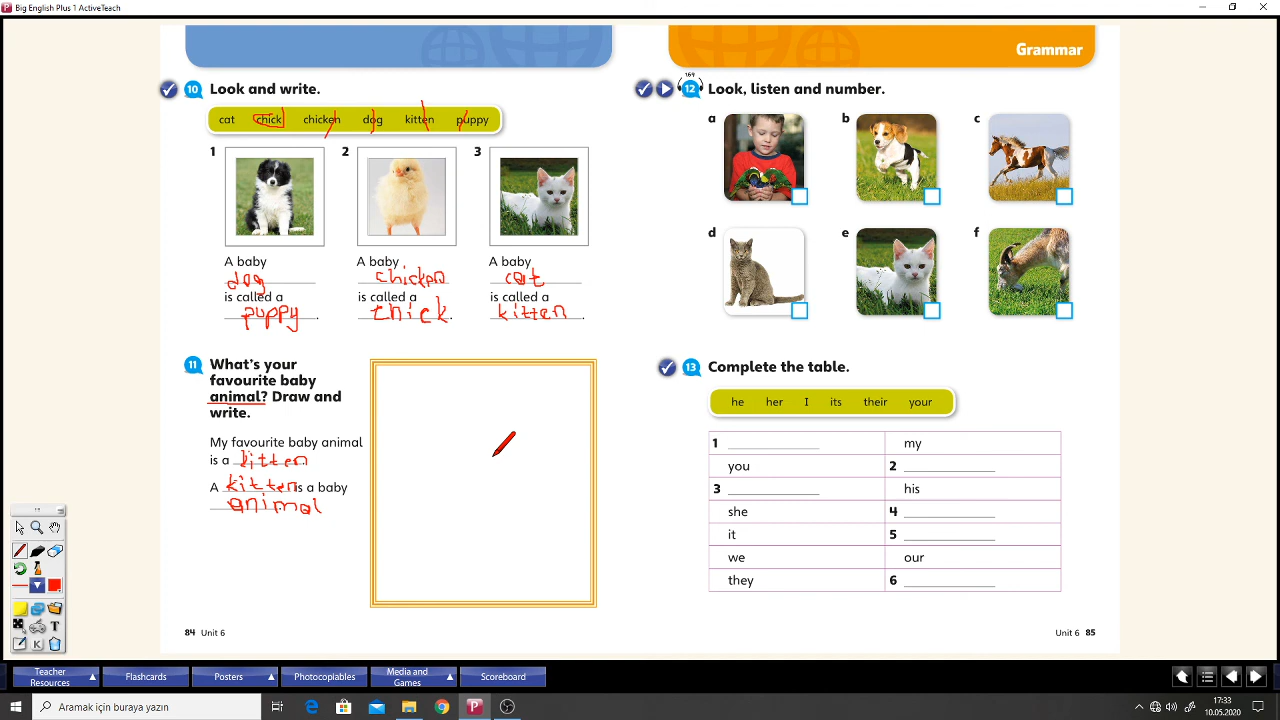 Big English Plus 1 ActiveTeach
10 Look and write.
cat chick chicken dog kitten puppy
1 2 3
A baby dog is called a puppy.
A baby chicken is called a chick.
A baby cat is called a kitten.
11 What's your
favourite baby
animal? Draw and
write.
My favourite baby animal
is a kitten.
A kitten is a baby
animal.
84 Unit 6
Grammar
169
12 Look, listen and number.
a b c
d e f
13 Complete the table.
he her I its their your
1 my
you 2
3 his
she 4
it 5
we our
they 6
Unit 6 85
T
K
Teacher Resources
Flashcards
Posters
Photocopiables
Media and Games
Scoreboard
Aramak için buraya yazın
17:33
10.05.2020